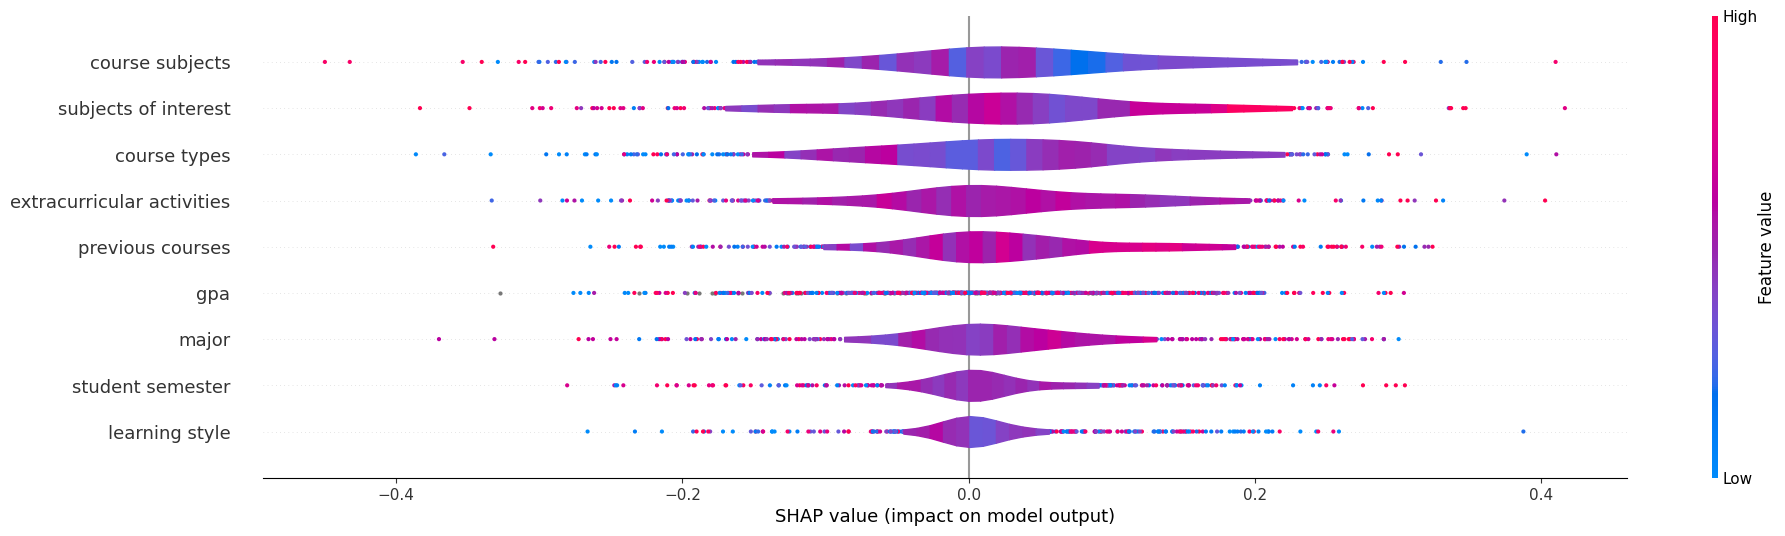 High
course subjects
subjects of interest
course types
extracurricular activities
previous courses
gpa
major
student semester
learning style
Feature value
Low
−0.4
−0.2
0.0
0.2
0.4
SHAP value (impact on model output)